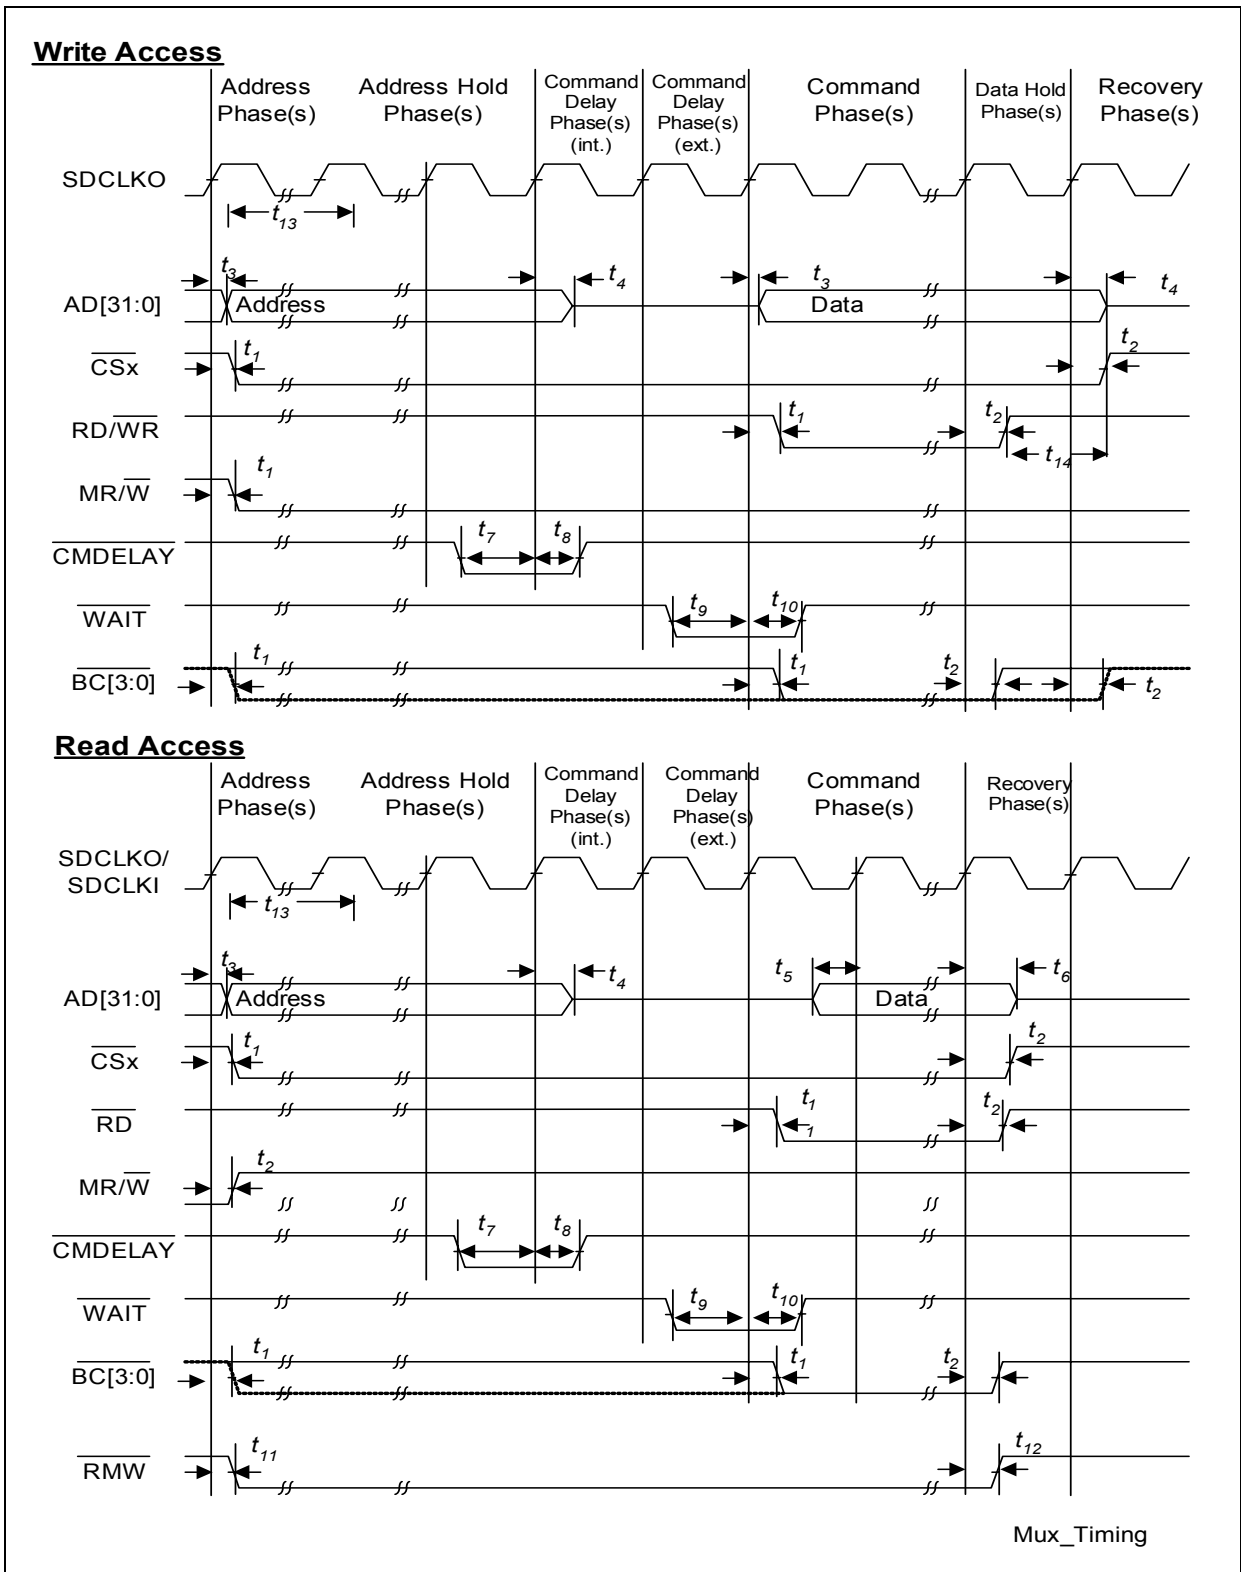 Write Access
Address Phase(s)
Address Hold Phase(s)
Command Delay Phase(s) (int.)
Command Delay Phase(s) (ext.)
Command Phase(s)
Data Hold Phase(s)
Recovery Phase(s)
SDCLKO
t13
AD[31:0]
t3
Address
t4
t3
Data
t4
CSx
t1
t2
RD/WR
t1
t2
t14
MR/W
t1
CMDELAY
t7
t8
WAIT
t9
t10
BC[3:0]
t1
t1
t2
t2
Read Access
Address Phase(s)
Address Hold Phase(s)
Command Delay Phase(s) (int.)
Command Delay Phase(s) (ext.)
Command Phase(s)
Recovery Phase(s)
SDCLKO/
SDCLKI
t13
AD[31:0]
t3
Address
t4
t5
Data
t6
CSx
t1
t2
RD
t1
1
t2
MR/W
t2
CMDELAY
t7
t8
WAIT
t9
t10
BC[3:0]
t1
t1
t2
RMW
t11
t12
Mux_Timing